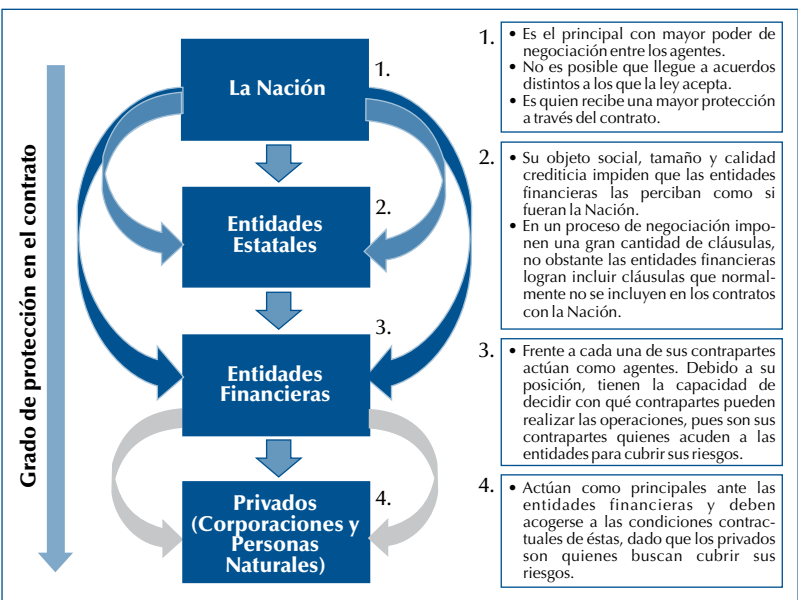 Grado de protección en el contrato
La Nación
1.
Entidades
Estatales
2.
Entidades
Financieras
3.
Privados
(Corporaciones y
Personas
Naturales)
4.
1.
• Es el principal con mayor poder de
negociación entre los agentes.
• No es posible que llegue a acuerdos
distintos a los que la ley acepta.
• Es quien recibe una mayor protección
a través del contrato.
2.
• Su objeto social, tamaño y calidad
crediticia impiden que las entidades
financieras las perciban como si
fueran la Nación.
• En un proceso de negociación impo-
nen una gran cantidad de cláusulas,
no obstante las entidades financieras
logran incluir cláusulas que normal-
mente no se incluyen en los contratos
con la Nación.
3.
• Frente a cada una de sus contrapartes
actúan como agentes. Debido a su
posición, tienen la capacidad de
decidir con qué contrapartes pueden
realizar las operaciones, pues son sus
contrapartes quienes acuden a las
entidades para cubrir sus riesgos.
4.
• Actúan como principales ante las
entidades financieras y deben
acogerse a las condiciones contrac-
tuales de éstas, dado que los privados
son quienes buscan cubrir sus
riesgos.